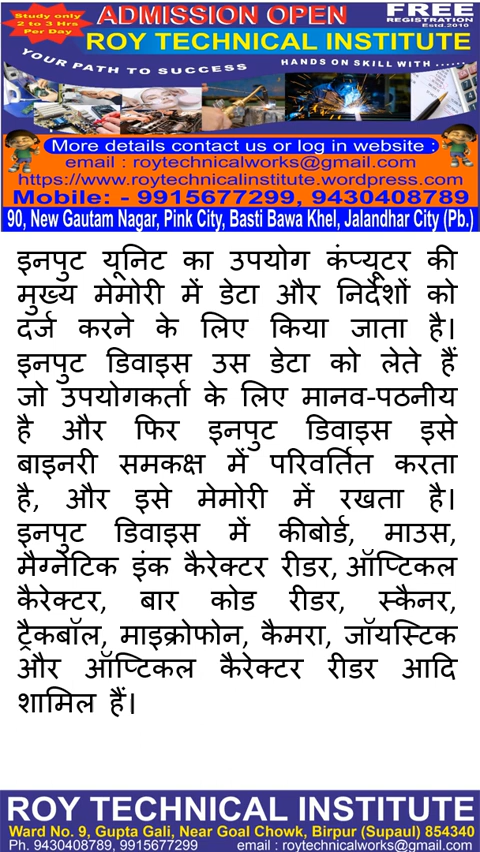 Study only
2 to 3 Hrs
Per Day
ADMISSION OPEN
FREE
REGISTRATION
Estd.2010
ROY TECHNICAL INSTITUTE
YOUR PATH TO SUCCESS
HANDS ON SKILL WITH ......
More details contact us or log in website :
email : roytechnicalworks@gmail.com
https://www.roytechnicalinstitute.wordpress.com
Mobile: - 9915677299, 9430408789
90, New Gautam Nagar, Pink City, Basti Bawa Khel, Jalandhar City (Pb.)
इनपुट यूनिट का उपयोग कंप्यूटर की
मुख्य मेमोरी में डेटा और निर्देशों को
दर्ज करने के लिए किया जाता है।
इनपुट डिवाइस उस डेटा को लेते हैं
जो उपयोगकर्ता के लिए मानव-पठनीय
है और फिर इनपुट डिवाइस इसे
बाइनरी समकक्ष में परिवर्तित करता
है, और इसे मेमोरी में रखता है।
इनपुट डिवाइस में कीबोर्ड, माउस,
मैग्नेटिक इंक कैरेक्टर रीडर, ऑप्टिकल
कैरेक्टर, बार कोड रीडर, स्कैनर,
ट्रैकबॉल, माइक्रोफोन, कैमरा, जॉयस्टिक
और ऑप्टिकल कैरेक्टर रीडर आदि
शामिल हैं।
ROY TECHNICAL INSTITUTE
Ward No. 9, Gupta Gali, Near Goal Chowk, Birpur (Supaul) 854340
Ph. 9430408789, 9915677299 email : roytechnicalworks@gmail.com